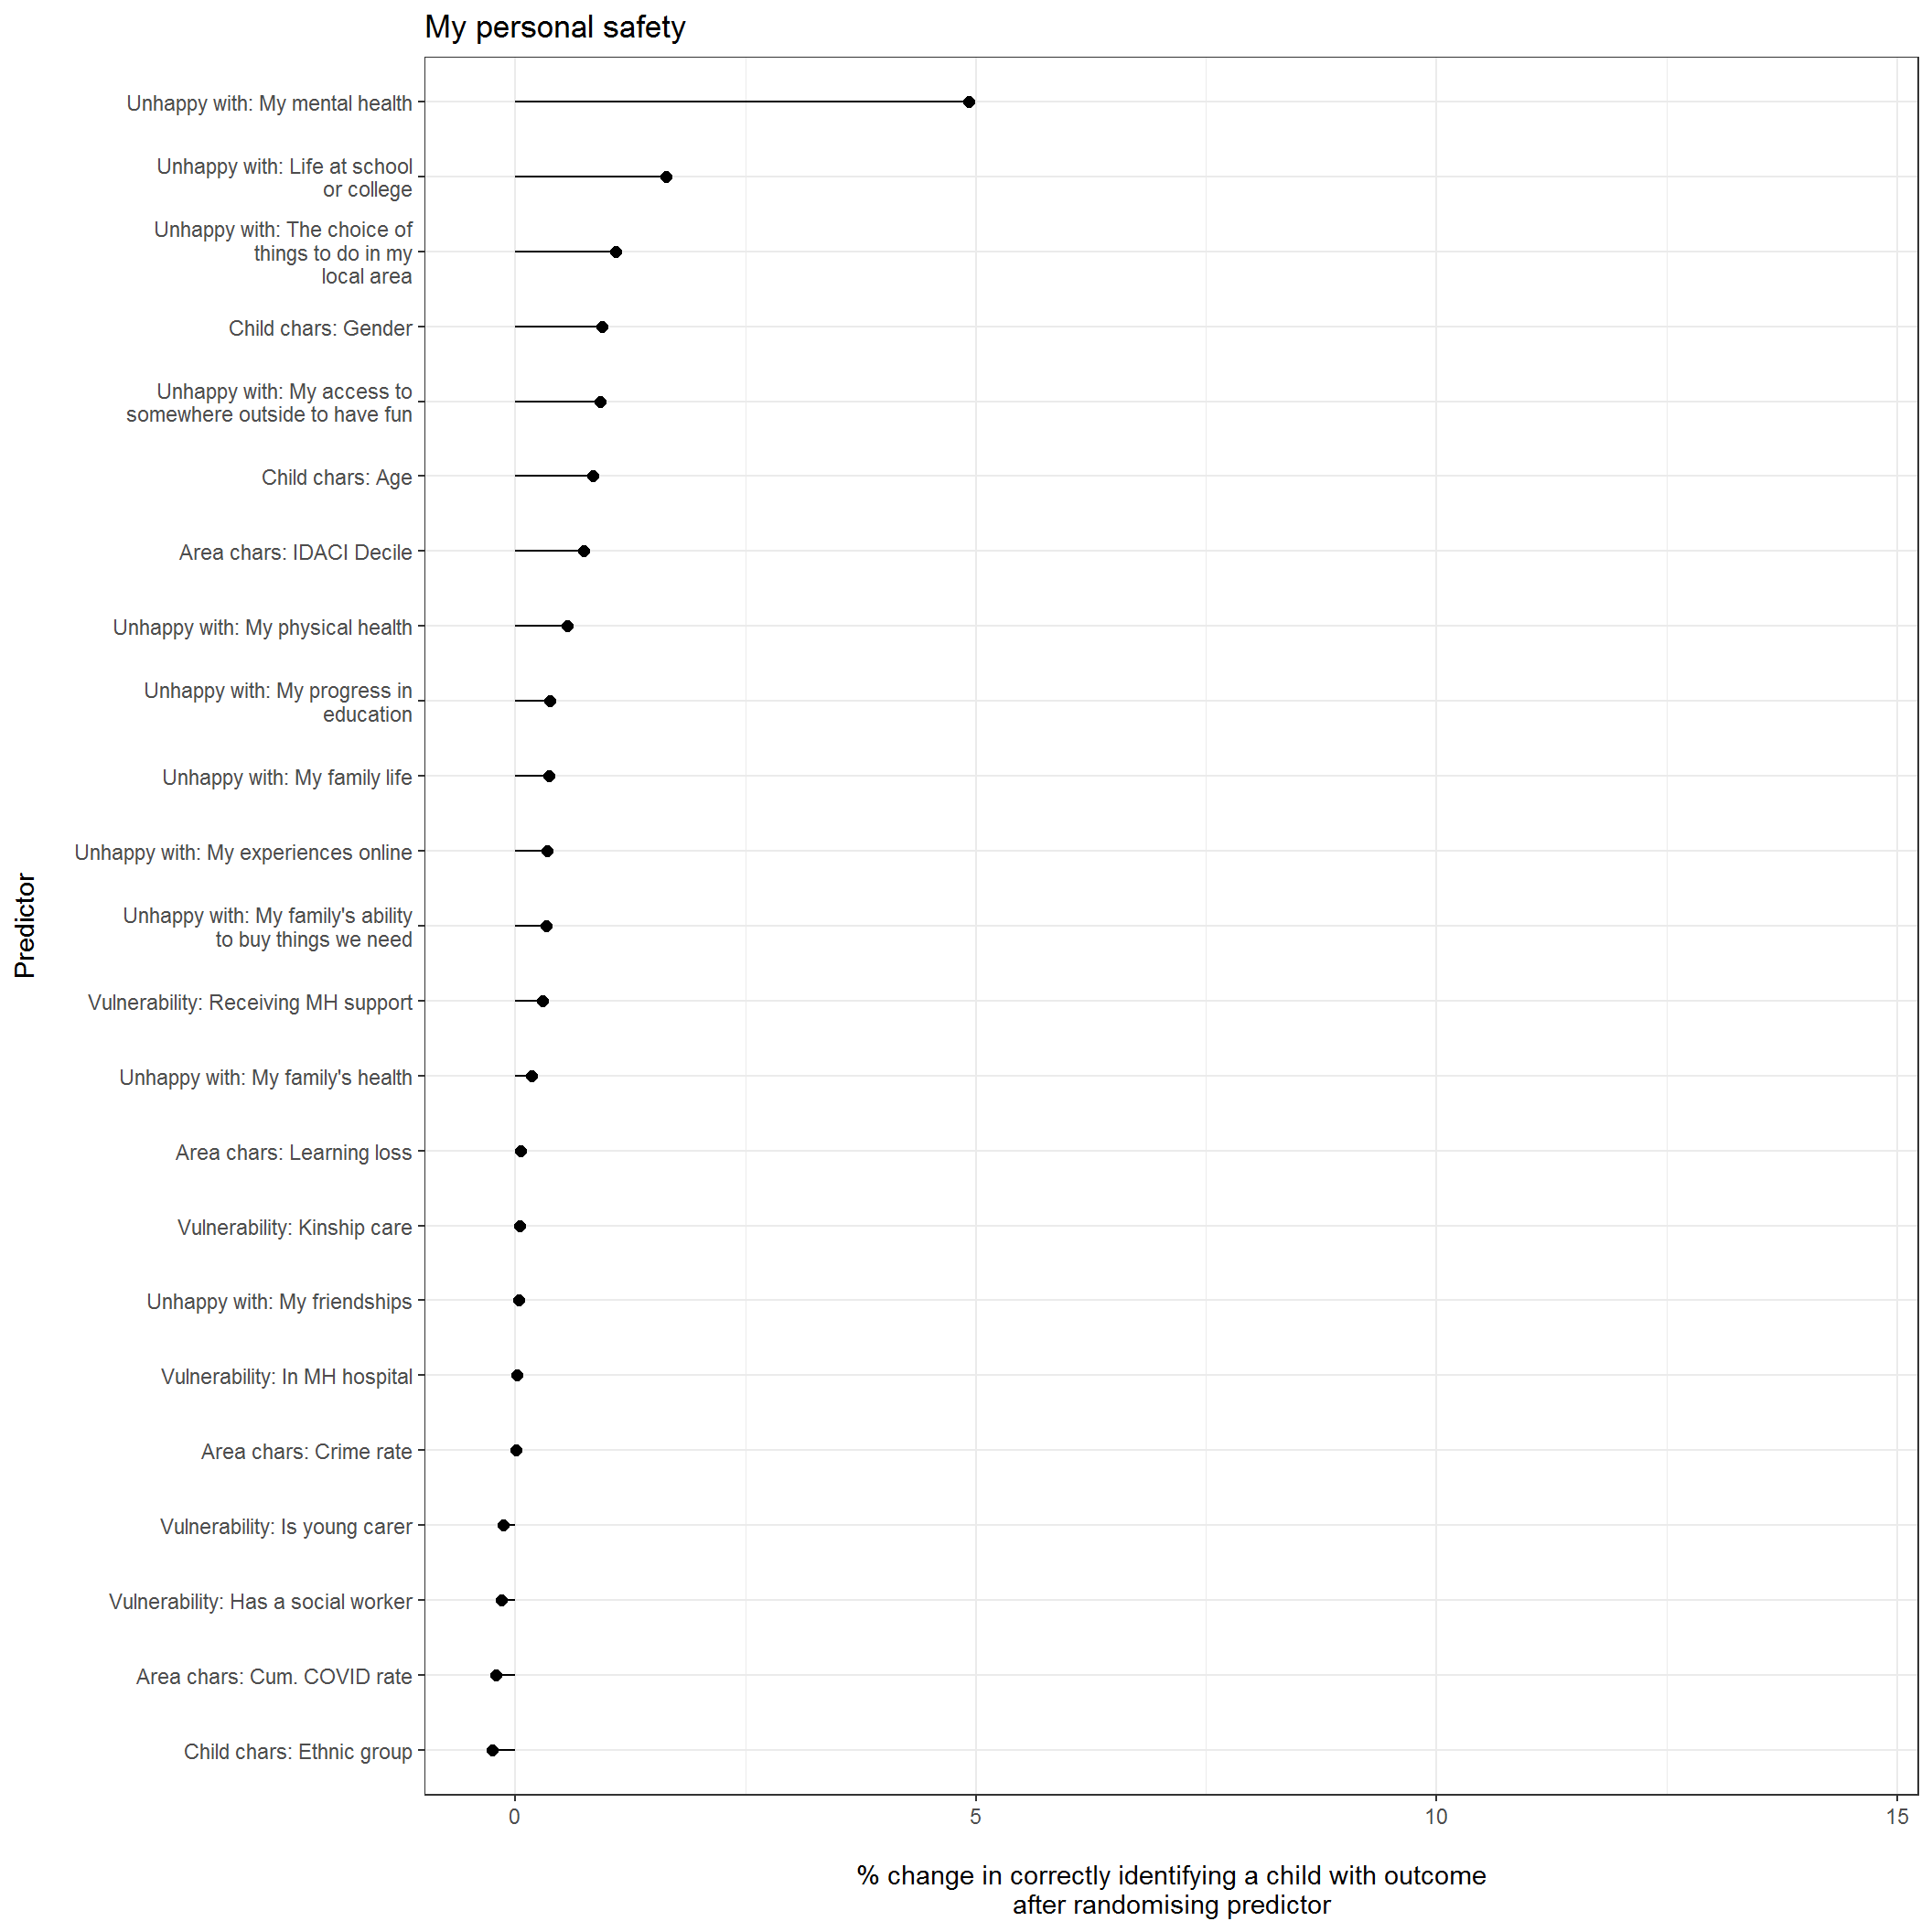 My personal safety
Unhappy with: My mental health
Unhappy with: Life at school
or college
Unhappy with: The choice of
things to do in my
local area
Child chars: Gender
Unhappy with: My access to
somewhere outside to have fun
Child chars: Age
Area chars: IDACI Decile
Unhappy with: My physical health
Unhappy with: My progress in
education
Unhappy with: My family life
Unhappy with: My experiences online
Unhappy with: My family's ability
to buy things we need
Vulnerability: Receiving MH support
Unhappy with: My family's health
Area chars: Learning loss
Vulnerability: Kinship care
Unhappy with: My friendships
Vulnerability: In MH hospital
Area chars: Crime rate
Vulnerability: Is young carer
Vulnerability: Has a social worker
Area chars: Cum. COVID rate
Child chars: Ethnic group
Predictor
0 5 10 15
% change in correctly identifying a child with outcome
after randomising predictor